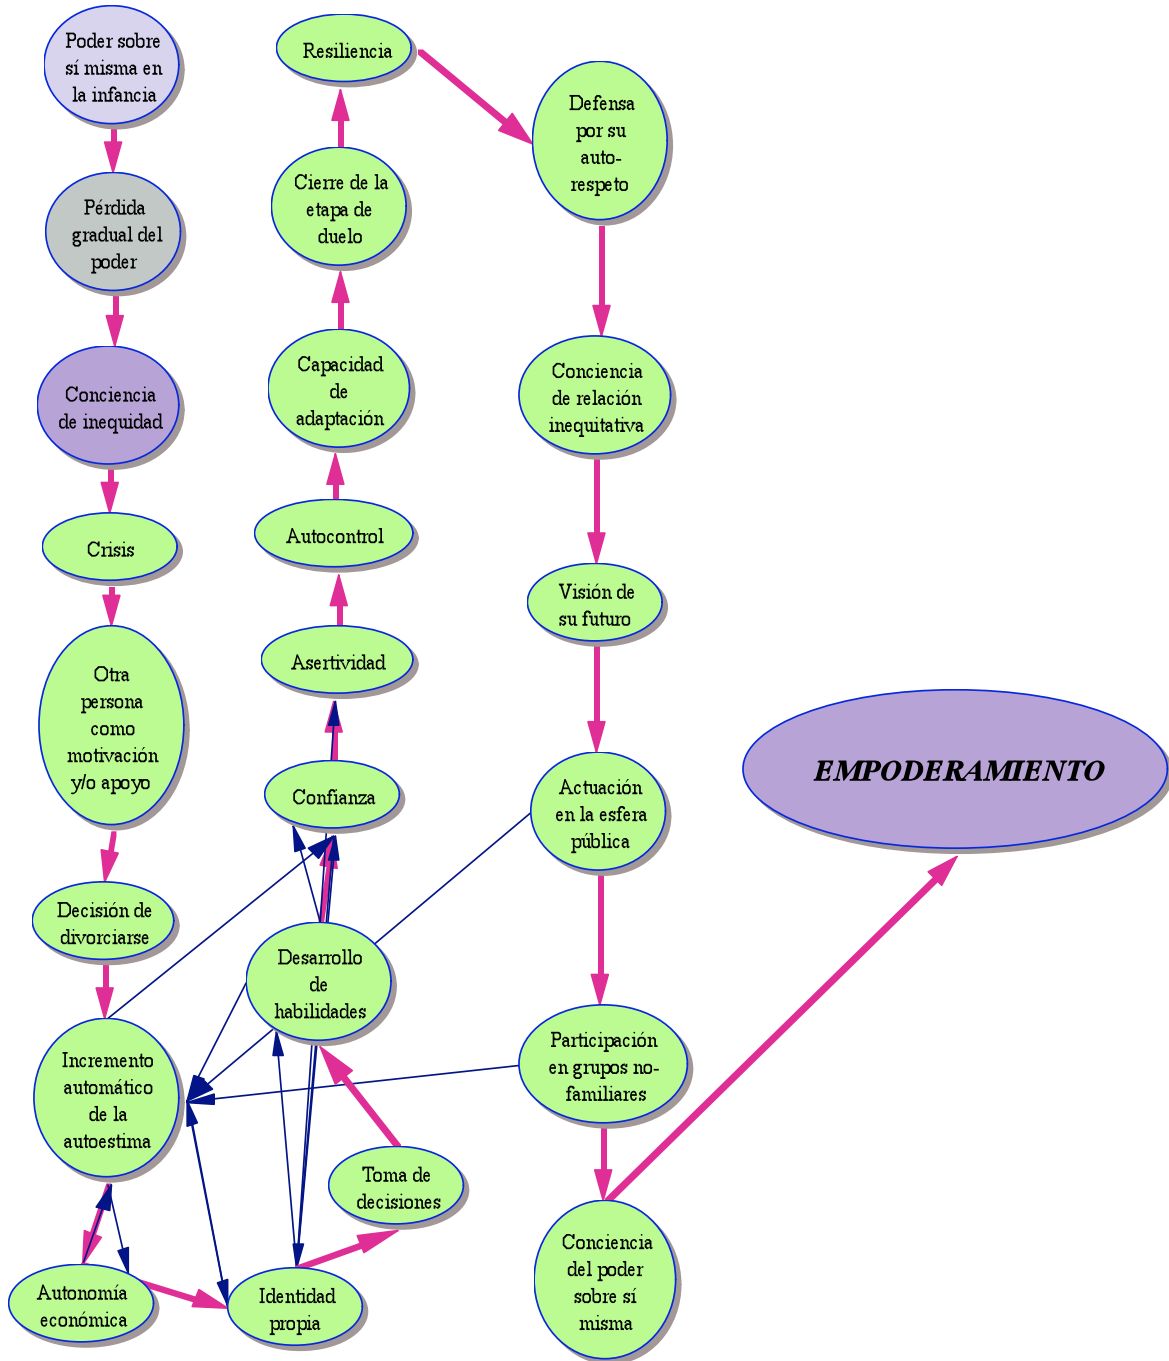 Poder sobre
sí misma en
la infancia
Pérdida
gradual del
poder
Conciencia
de inequidad
Crisis
Otra
persona
como
motivación
y/o apoyo
Decisión de
divorciarse
Incremento
automático
de la
autoestima
Autonomía
económica
Identidad
propia
Toma de
decisiones
Desarrollo
de
habilidades
Confianza
Asertividad
Autocontrol
Capacidad
de
adaptación
Cierre de la
etapa de
duelo
Resiliencia
Defensa
por su
auto-
respeto
Conciencia
de relación
inequitativa
Visión de
su futuro
Actuación
en la esfera
pública
Participación
en grupos no-
familiares
Conciencia
del poder
sobre sí
misma
EMPODERAMIENTO